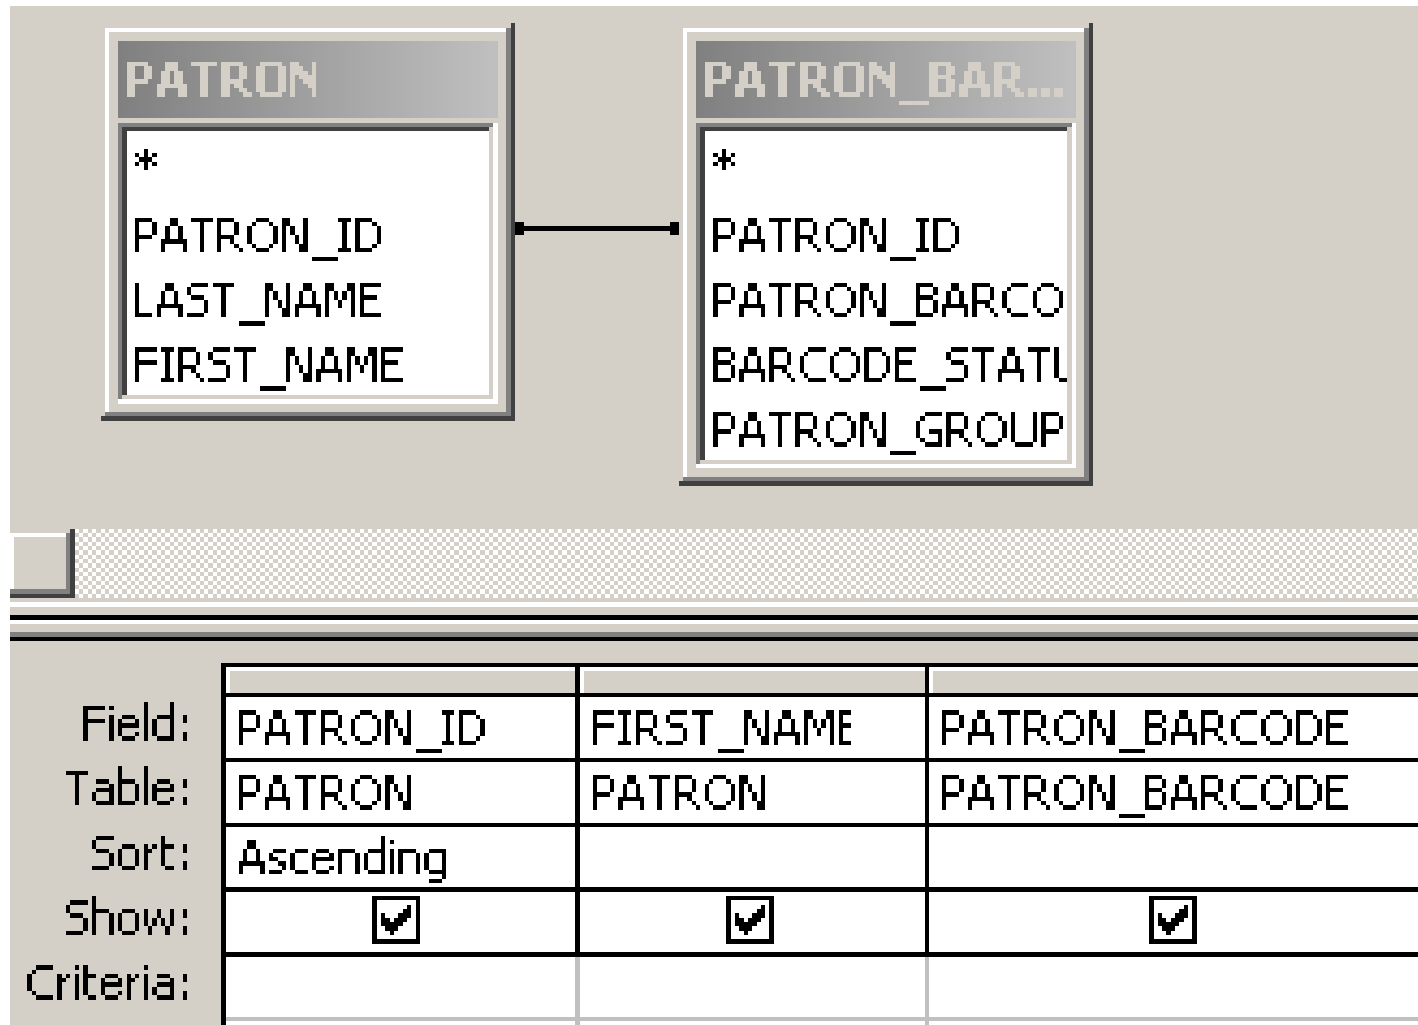 PATRON
*
PATRON_ID
LAST_NAME
FIRST_NAME
PATRON_BAR...
*
PATRON_ID
PATRON_BARCO
BARCODE_STATU
PATRON_GROUP
Field: PATRON_ID FIRST_NAME PATRON_BARCODE
Table: PATRON PATRON PATRON_BARCODE
Sort: Ascending
Show:
Criteria: